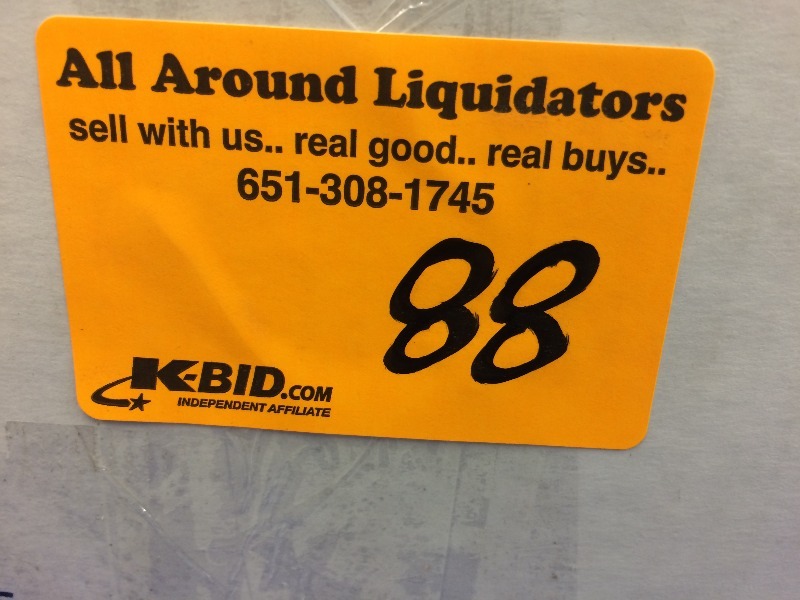 All Around Liquidators
sell with us.. real good.. real buys..
651-308-1745
88
K-BID.COM
INDEPENDENT AFFILIATE